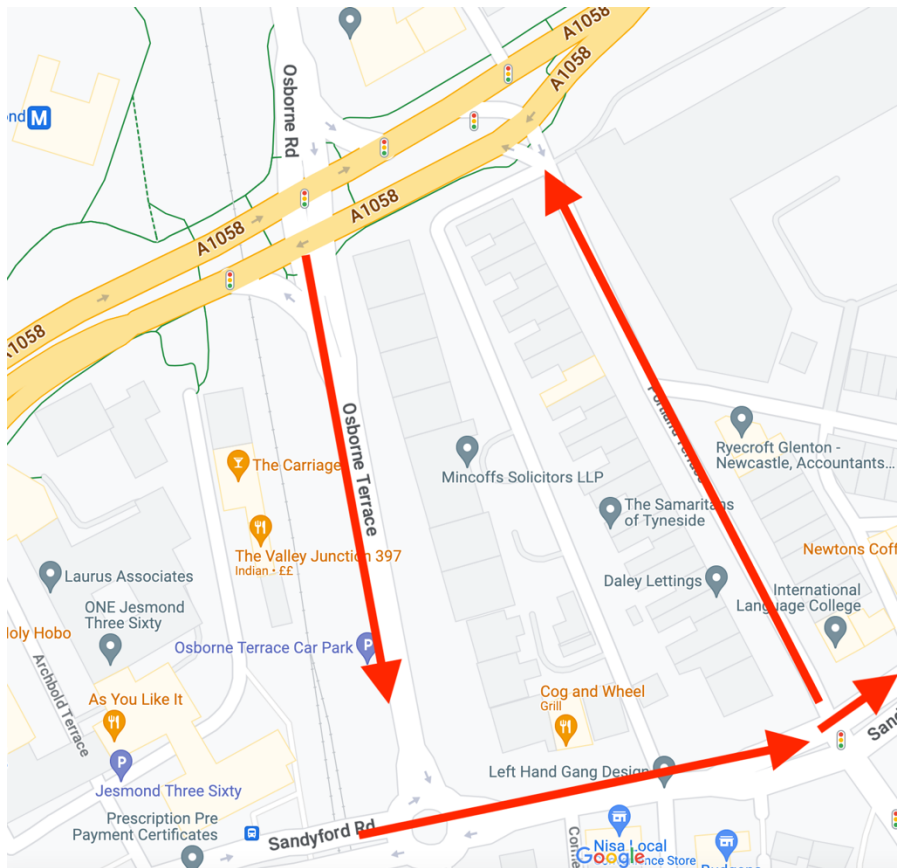 A1058
A1058
Osborne Rd
M
A1058
A1058
A1058
Osborne Terrace
Portland Terrace
Mincoffs Solicitors LLP
Ryecroft Glenton -
Newcastle, Accountants...
The Carriage
The Samaritans
of Tyneside
The Valley Junction 397
Indian • ££
Newtons Coff
Laurus Associates
Daley Lettings
International
Language College
ONE Jesmond
Three Sixty
Holy Hobo
Osborne Terrace Car Park
P
Archbold Terrace
As You Like It
Cog and Wheel
Grill
P
Jesmond Three Sixty
Left Hand Gang Design
Prescription Pre
Payment Certificates
Sandyford Rd
Nisa Local
Google